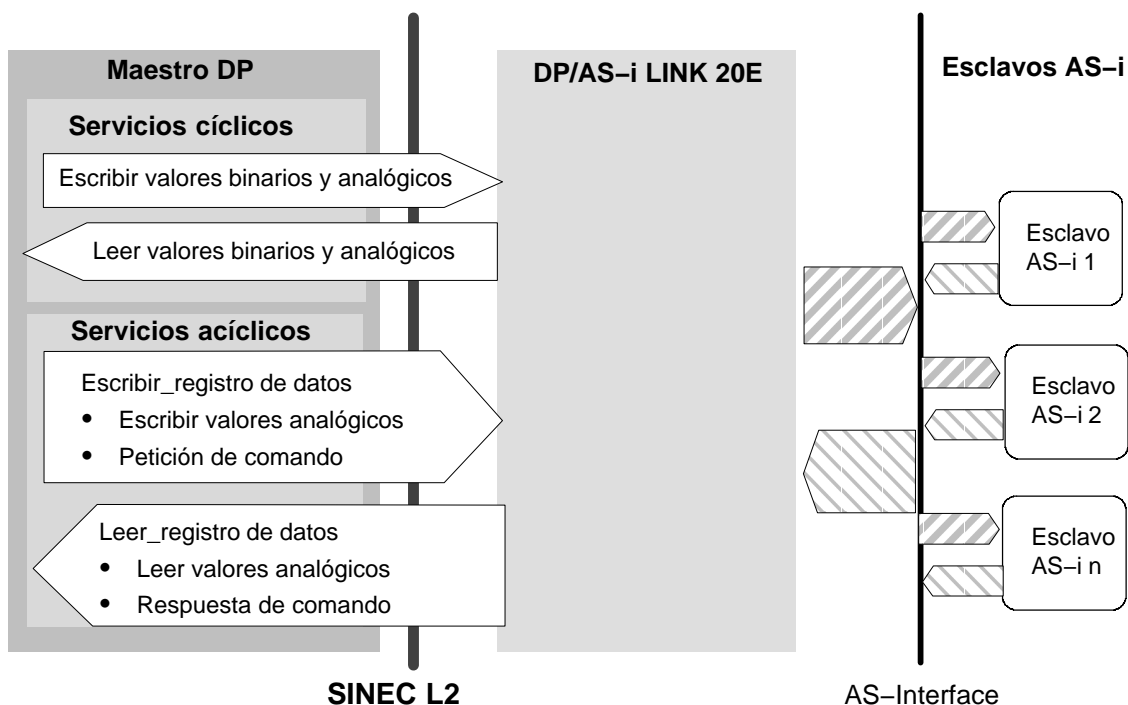 Maestro DP
DP/AS–i LINK 20E
Esclavos AS–i
Servicios cíclicos
Escribir valores binarios y analógicos
Leer valores binarios y analógicos
Servicios acíclicos
Escribir_registro de datos
• Escribir valores analógicos
• Petición de comando
Leer_registro de datos
• Leer valores analógicos
• Respuesta de comando
Esclavo
AS–i 1
Esclavo
AS–i 2
Esclavo
AS–i n
SINEC L2
AS–Interface